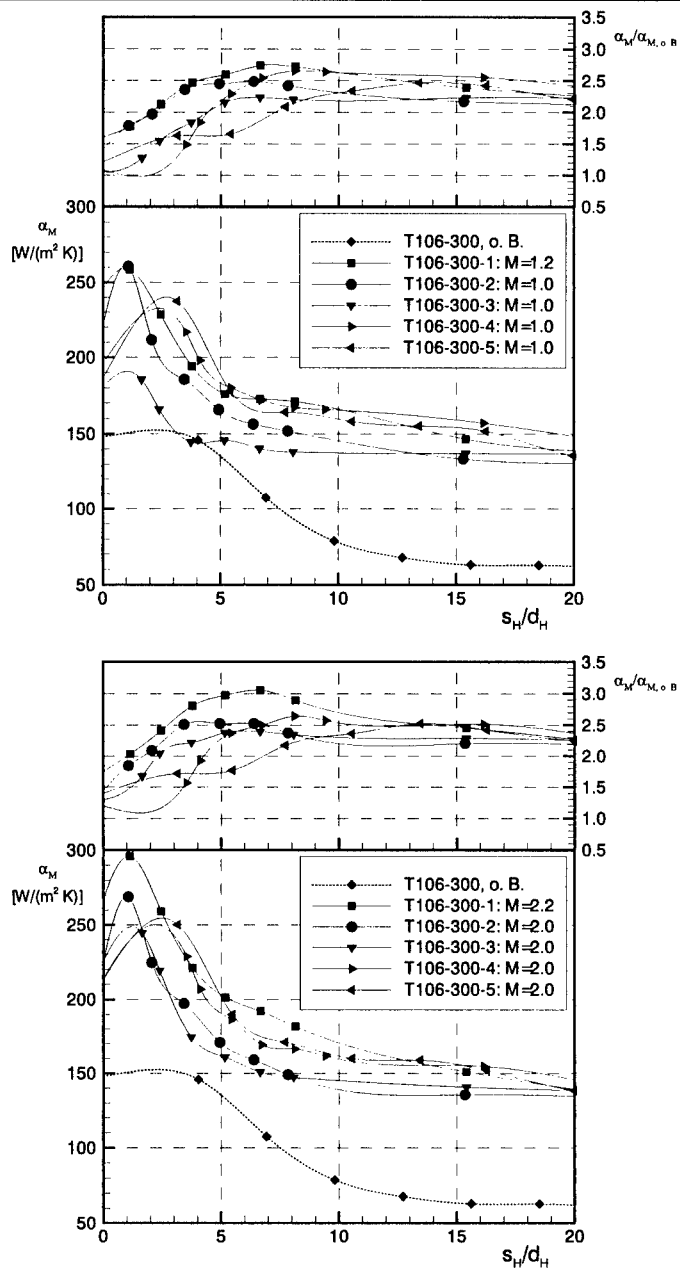 3.5
α_M/α_M, o B
3.0
2.5
2.0
1.5
1.0
0.5
300
α_M
[W/(m² K)]
250
200
150
100
50
T106-300, o. B.
T106-300-1: M=1.2
T106-300-2: M=1.0
T106-300-3: M=1.0
T106-300-4: M=1.0
T106-300-5: M=1.0
0 5 10 15 20
s_H/d_H
3.5
α_M/α_M, o B
3.0
2.5
2.0
1.5
1.0
0.5
300
α_M
[W/(m² K)]
250
200
150
100
50
T106-300, o. B.
T106-300-1: M=2.2
T106-300-2: M=2.0
T106-300-3: M=2.0
T106-300-4: M=2.0
T106-300-5: M=2.0
0 5 10 15 20
s_H/d_H